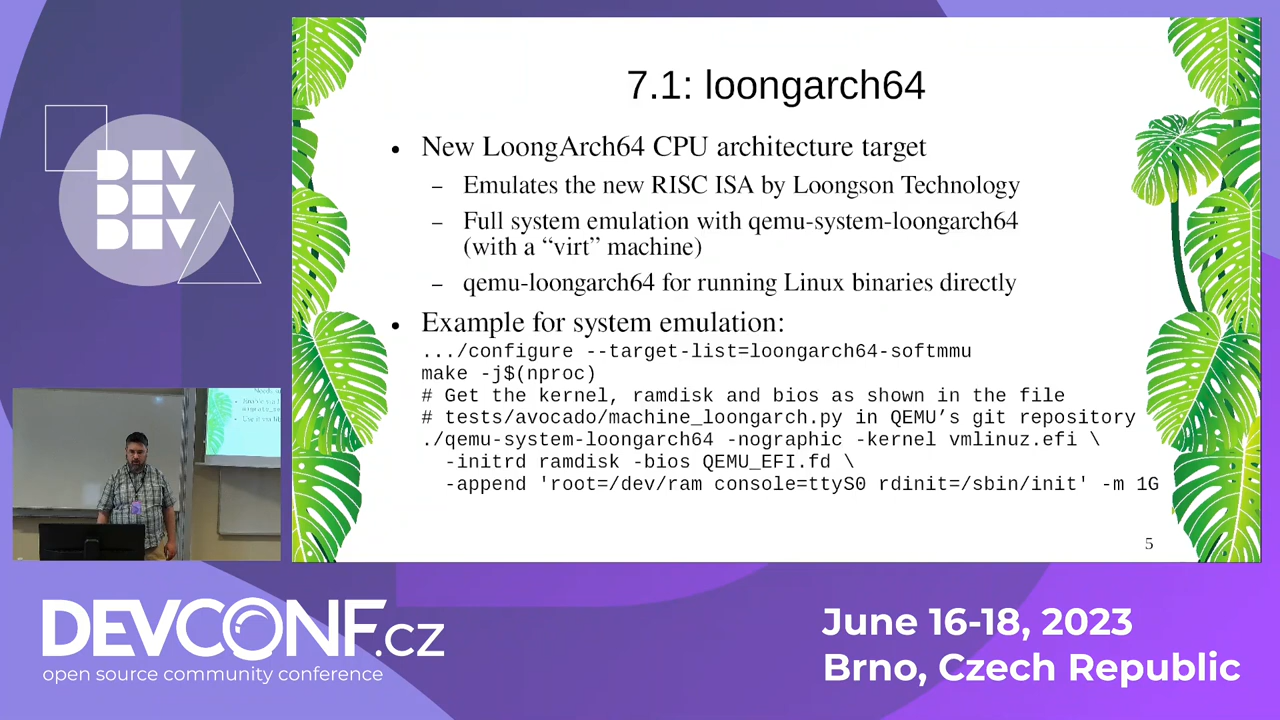 7.1: loongarch64
• New LoongArch64 CPU architecture target
– Emulates the new RISC ISA by Loongson Technology
– Full system emulation with qemu-system-loongarch64
(with a “virt” machine)
– qemu-loongarch64 for running Linux binaries directly
• Example for system emulation:
.../configure --target-list=loongarch64-softmmu
make -j$(nproc)
# Get the kernel, ramdisk and bios as shown in the file
# tests/avocado/machine_loongarch.py in QEMU’s git repository
./qemu-system-loongarch64 -nographic -kernel vmlinuz.efi \
-initrd ramdisk -bios QEMU_EFI.fd \
-append 'root=/dev/ram console=ttyS0 rdinit=/sbin/init' -m 1G
5
DEV
DEV
DEV
DEVCONF.cz
open source community conference
June 16-18, 2023
Brno, Czech Republic